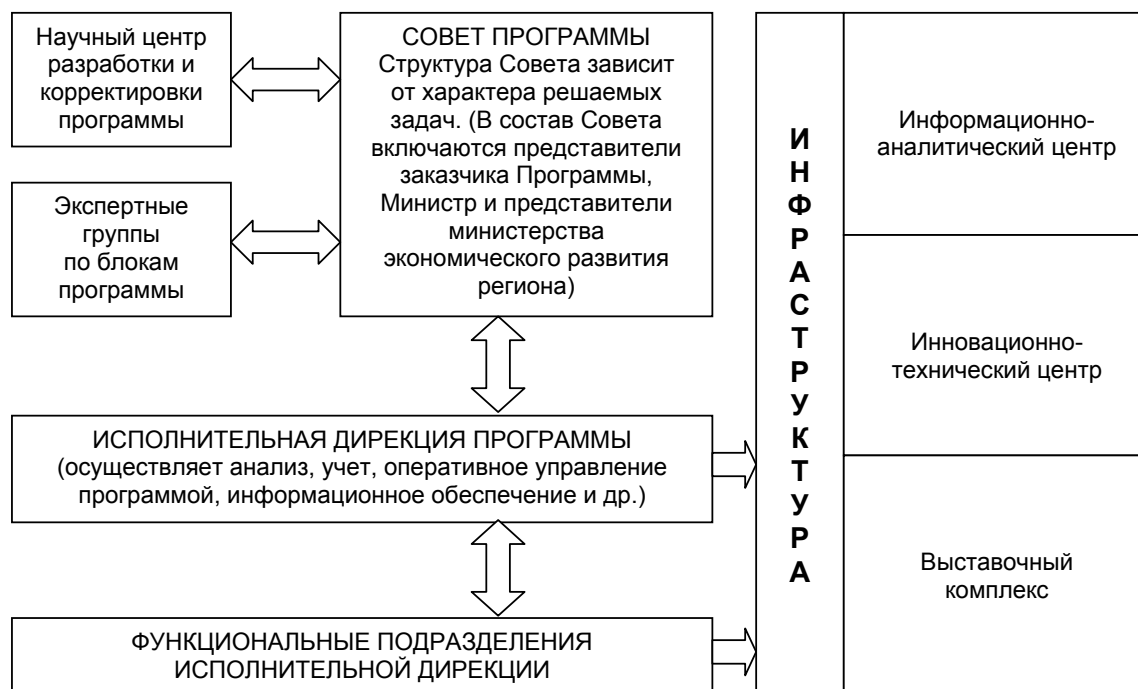 Научный центр
разработки и
корректировки
программы
СОВЕТ ПРОГРАММЫ
Структура Совета зависит
от характера решаемых
задач. (В состав Совета
включаются представители
заказчика Программы,
Министр и представители
министерства
экономического развития
региона)
Экспертные
группы
по блокам
программы
ИСПОЛНИТЕЛЬНАЯ ДИРЕКЦИЯ ПРОГРАММЫ
(осуществляет анализ, учет, оперативное управление
программой, информационное обеспечение и др.)
ФУНКЦИОНАЛЬНЫЕ ПОДРАЗДЕЛЕНИЯ
ИСПОЛНИТЕЛЬНОЙ ДИРЕКЦИИ
ИНФРАСТРУКТУРА
Информационно-
аналитический центр
Инновационно-
технический центр
Выставочный
комплекс